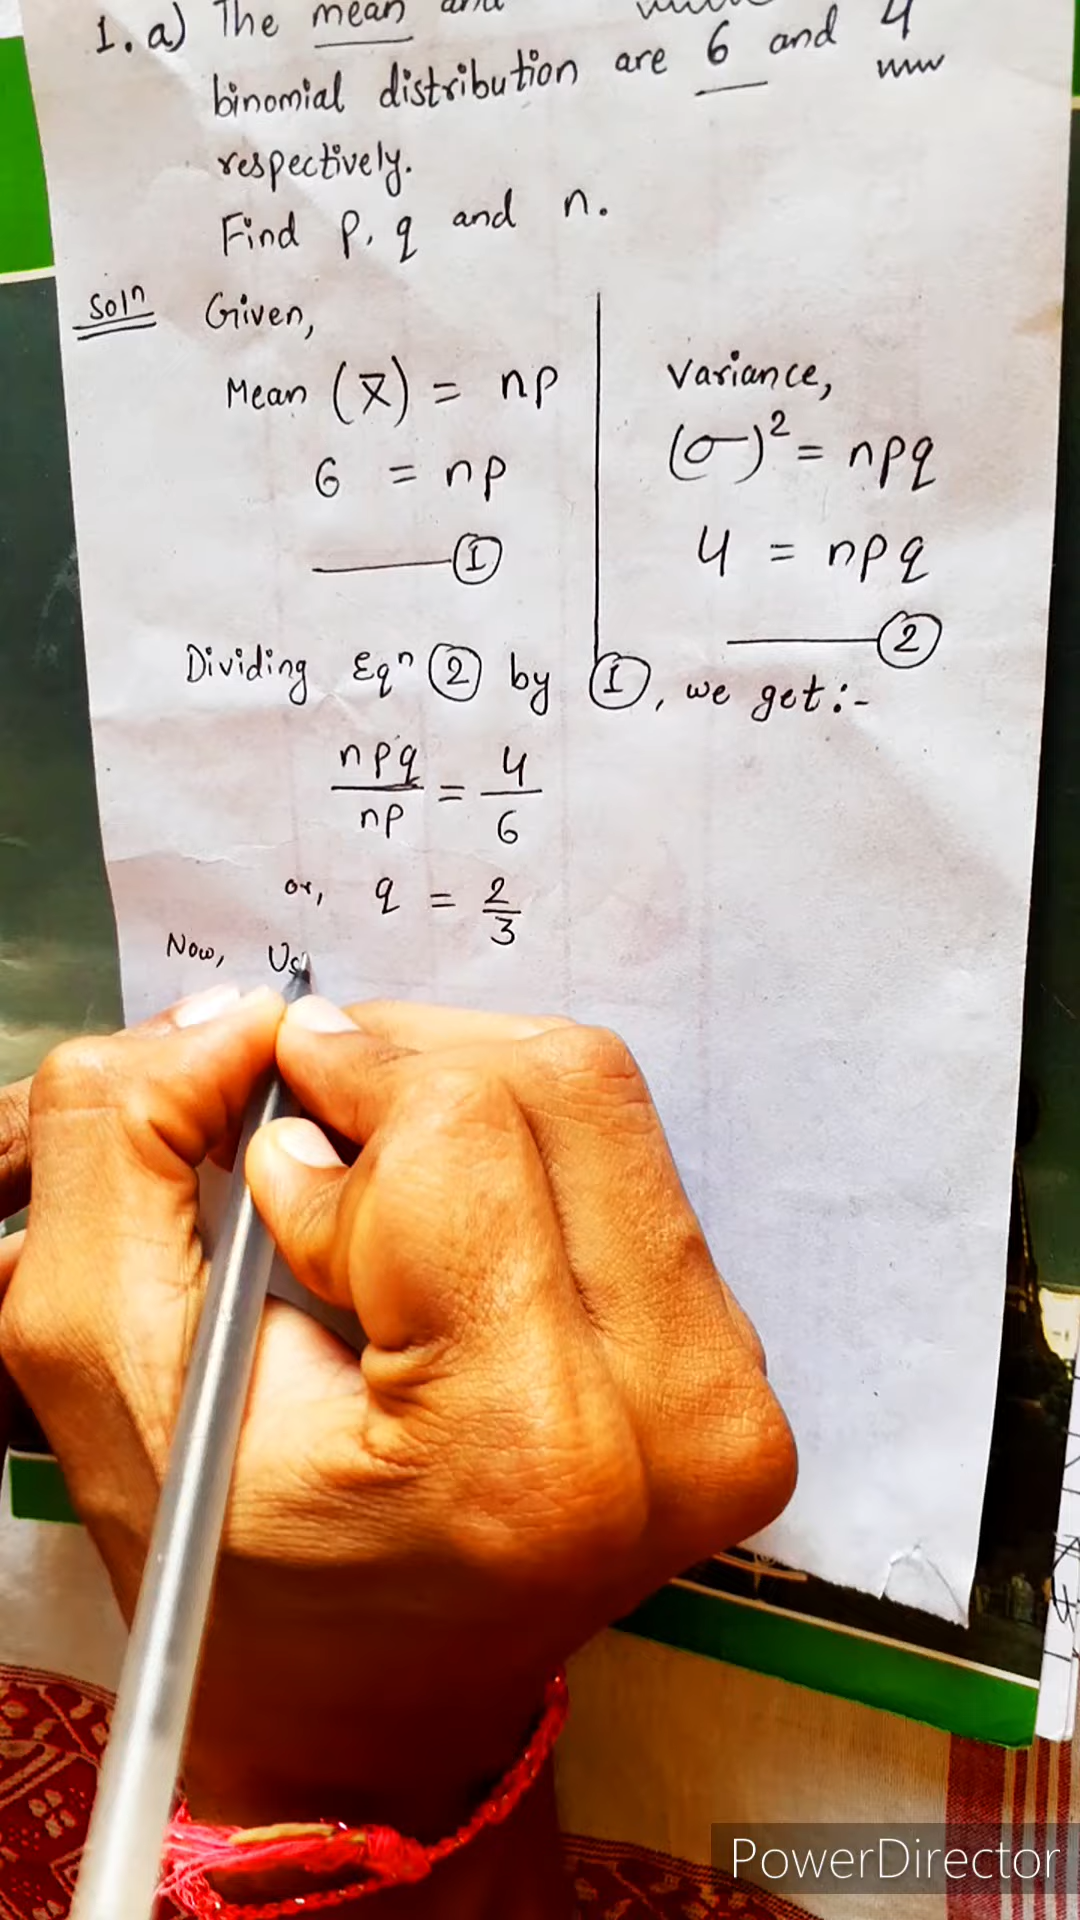 1. a) The mean and
binomial distribution are 6 and 4
respectively.
Find p, q and n.
Solⁿ Given,
Mean (x̅) = np
6 = np
①
Variance,
(σ)² = npq
4 = npq
②
Dividing Eqⁿ ② by ①, we get:-
npq/np = 4/6
or, q = 2/3
Now, Us
PowerDirector